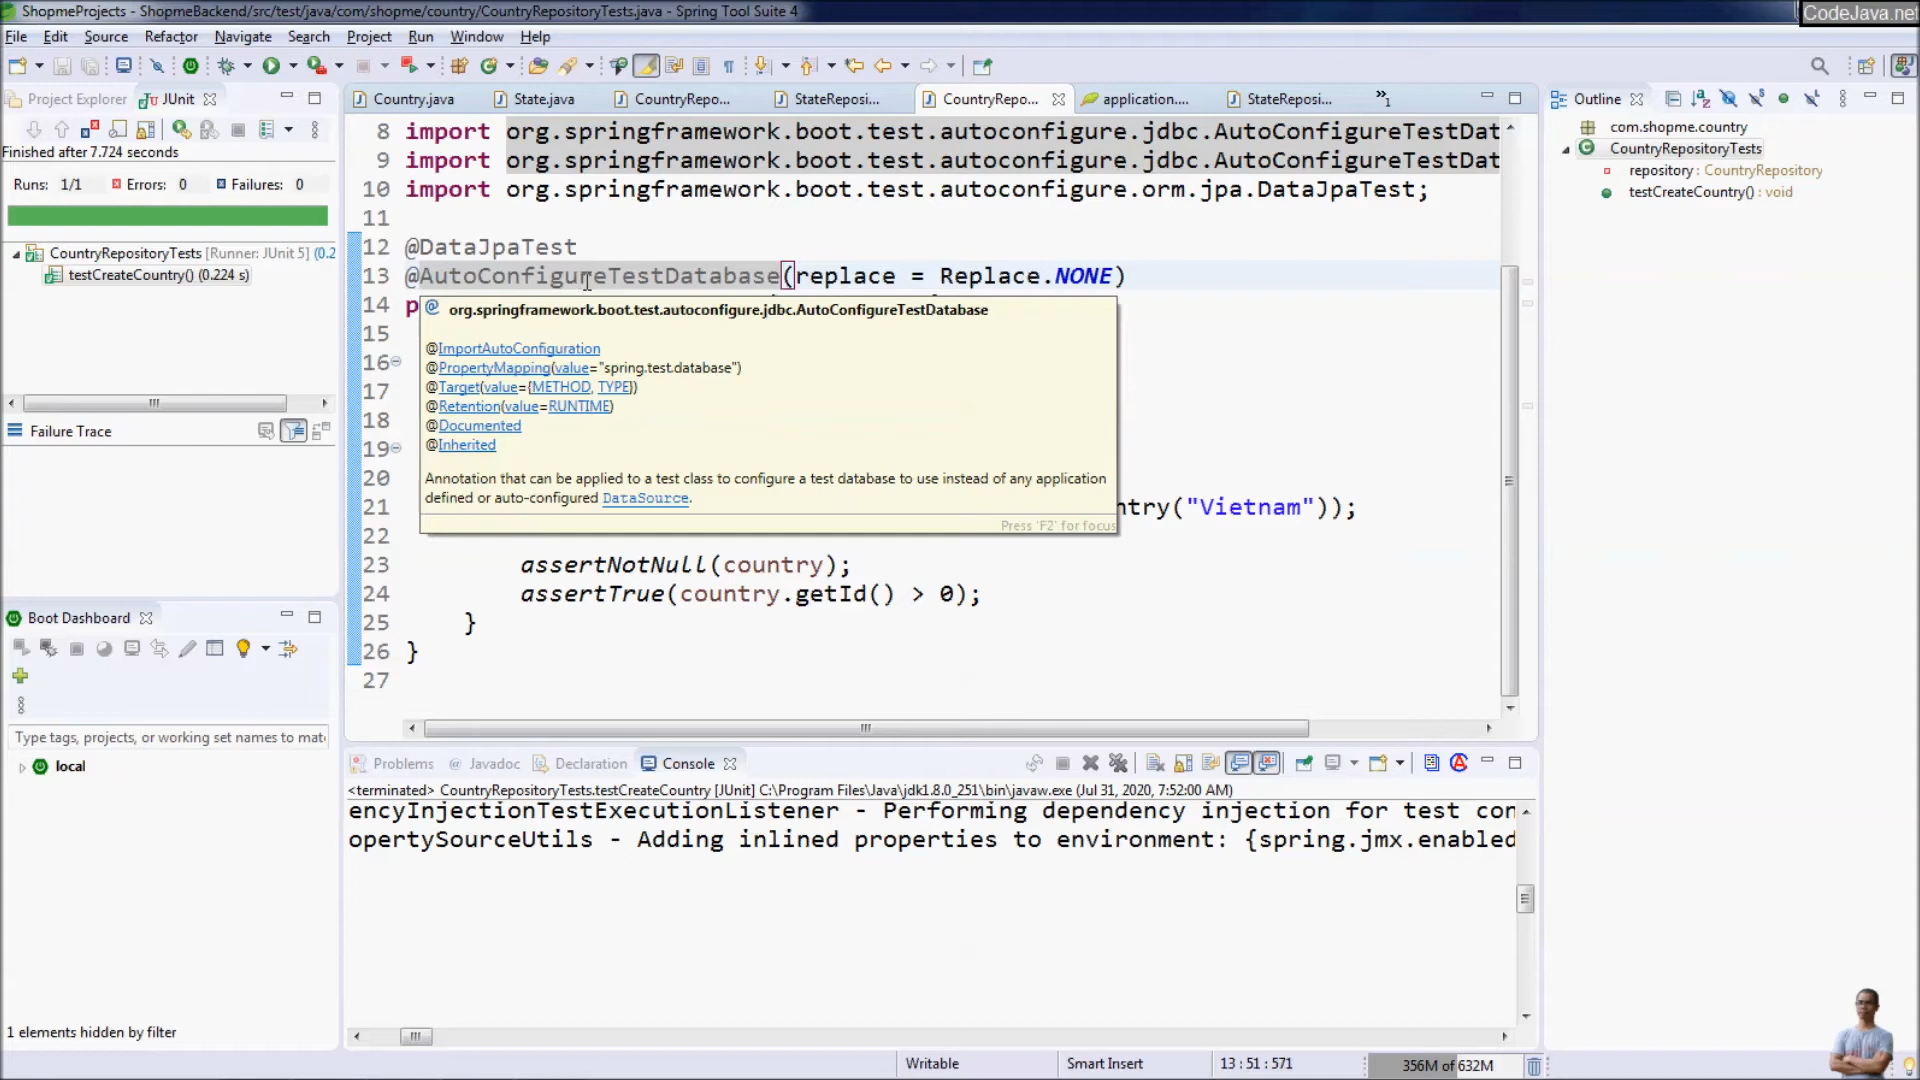 ShopmeProjects - ShopmeBackend/src/test/java/com/shopme/country/CountryRepositoryTests.java - Spring Tool Suite 4
CodeJava.net
File Edit Source Refactor Navigate Search Project Run Window Help
Project Explorer JUnit
Country.java State.java CountryRepo... StateReposi... CountryRepo... application.... StateReposi... »1
Outline
Finished after 7.724 seconds
Runs: 1/1 Errors: 0 Failures: 0
CountryRepositoryTests [Runner: JUnit 5] (0.2
testCreateCountry() (0.224 s)
Failure Trace
Boot Dashboard
Type tags, projects, or working set names to mat
local
1 elements hidden by filter
8 import org.springframework.boot.test.autoconfigure.jdbc.AutoConfigureTestDat
9 import org.springframework.boot.test.autoconfigure.jdbc.AutoConfigureTestDat
10 import org.springframework.boot.test.autoconfigure.orm.jpa.DataJpaTest;
11
12 @DataJpaTest
13 @AutoConfigureTestDatabase(replace = Replace.NONE)
14 p
@ org.springframework.boot.test.autoconfigure.jdbc.AutoConfigureTestDatabase
15
@ImportAutoConfiguration
16
@PropertyMapping(value="spring.test.database")
@Target(value={METHOD, TYPE})
17
@Retention(value=RUNTIME)
18
@Documented
19
@Inherited
20
Annotation that can be applied to a test class to configure a test database to use instead of any application
defined or auto-configured DataSource.
21 ntry("Vietnam"));
Press 'F2' for focus
22
23 assertNotNull(country);
24 assertTrue(country.getId() > 0);
25 }
26 }
27
com.shopme.country
CountryRepositoryTests
repository : CountryRepository
testCreateCountry() : void
Problems @ Javadoc Declaration Console
<terminated> CountryRepositoryTests.testCreateCountry [JUnit] C:\Program Files\Java\jdk1.8.0_251\bin\javaw.exe (Jul 31, 2020, 7:52:00 AM)
encyInjectionTestExecutionListener - Performing dependency injection for test con
opertySourceUtils - Adding inlined properties to environment: {spring.jmx.enabled
Writable Smart Insert 13 : 51 : 571 356M of 632M